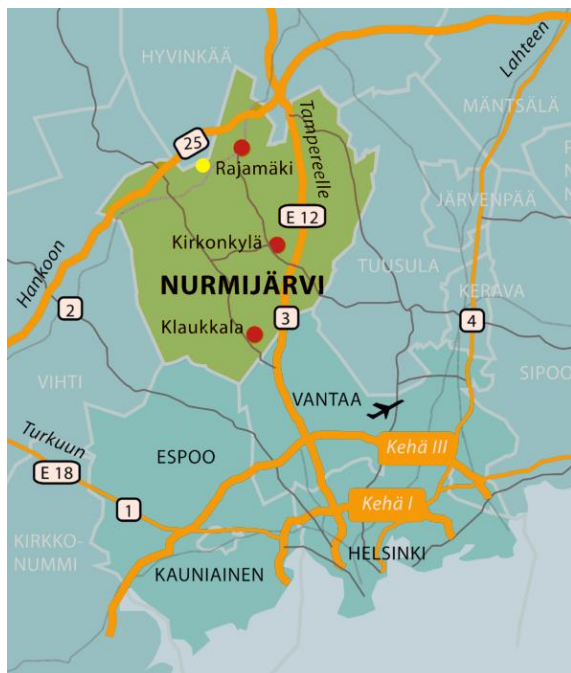 HYVINKÄÄ
Lahteen
MÄNTSÄLÄ
25
Tampereelle
Rajamäki
JÄRVENPÄÄ
E 12
Hankoon
Kirkonkylä
TUUSULA
NURMIJÄRVI
KERAVA
2
3
4
Klaukkala
SIPOO
VIHTI
VANTAA
Turkuun
ESPOO
Kehä III
E 18
1
Kehä I
KIRKKO-
NUMMI
HELSINKI
KAUNIAINEN